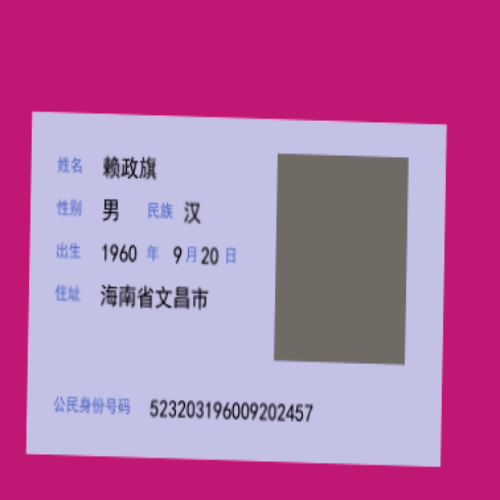 姓名 赖政旗
性别 男 民族 汉
出生 1960 年 9 月 20 日
住址 海南省文昌市
公民身份号码 523203196009202457